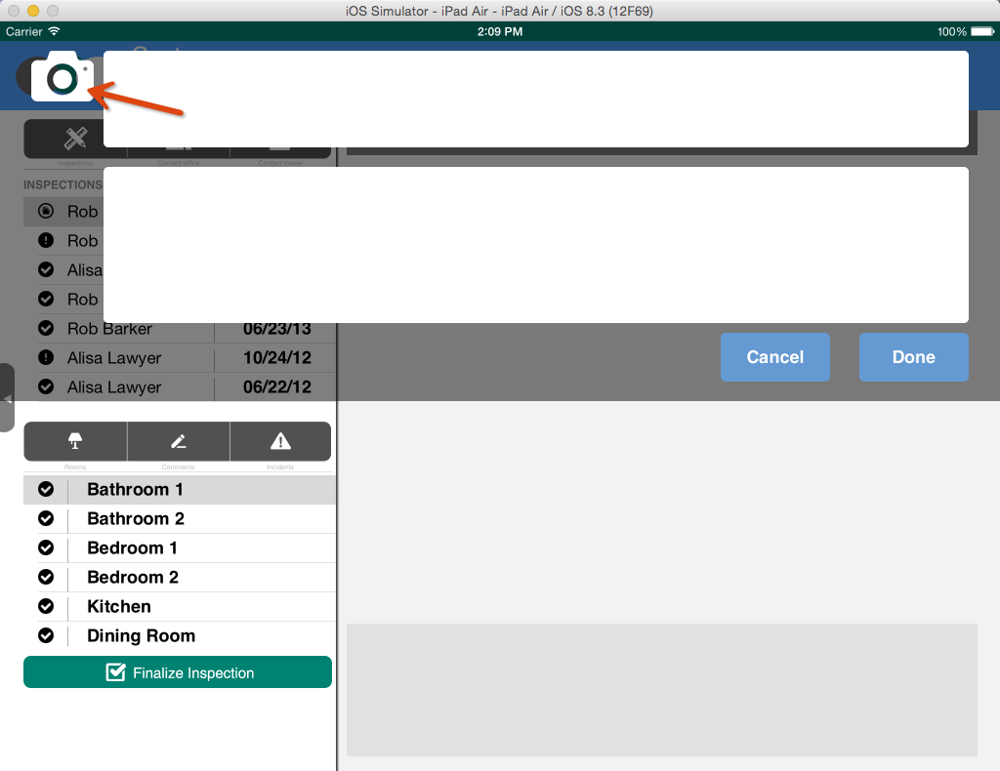 iOS Simulator - iPad Air - iPad Air / iOS 8.3 (12F69)
Carrier 2:09 PM 100%
Inspections Contact office Contact owner
INSPECTIONS
Rob
Rob
Alisa
Rob
Rob Barker 06/23/13
Alisa Lawyer 10/24/12
Alisa Lawyer 06/22/12
Cancel Done
Rooms Comments Incidents
Bathroom 1
Bathroom 2
Bedroom 1
Bedroom 2
Kitchen
Dining Room
Finalize Inspection